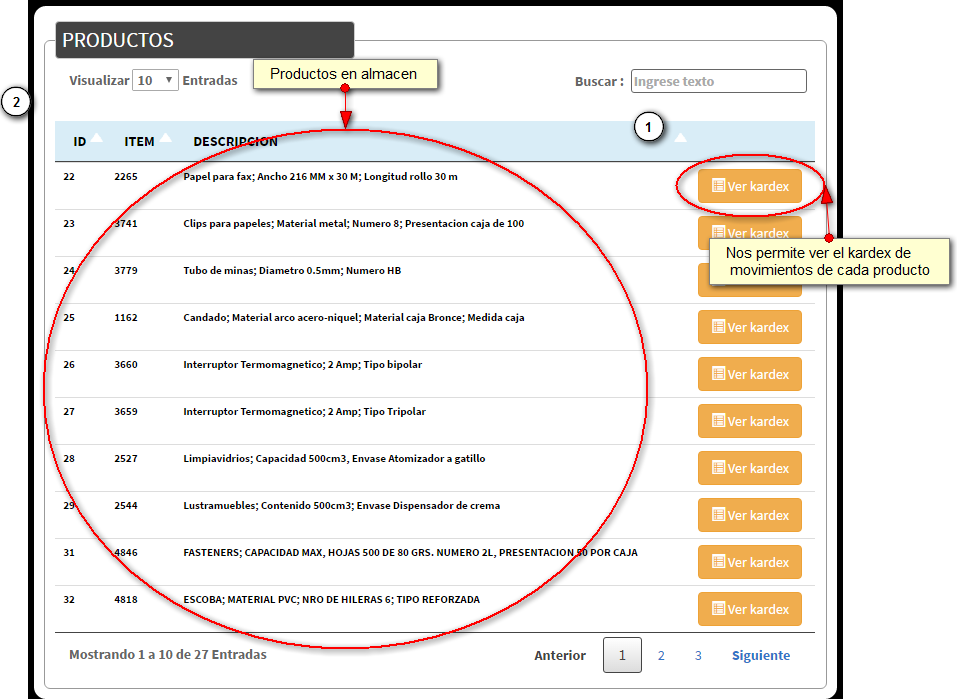 PRODUCTOS
Visualizar 10 Entradas
Productos en almacen
Buscar :
Ingrese texto
2
1
ID ITEM DESCRIPCION
22 2265 Papel para fax; Ancho 216 MM x 30 M; Longitud rollo 30 m Ver kardex
23 3741 Clips para papeles; Material metal; Numero 8; Presentacion caja de 100 Ver kardex
Nos permite ver el kardex de
movimientos de cada producto
24 3779 Tubo de minas; Diametro 0.5mm; Numero HB
25 1162 Candado; Material arco acero-niquel; Material caja Bronce; Medida caja Ver kardex
26 3660 Interruptor Termomagnetico; 2 Amp; Tipo bipolar Ver kardex
27 3659 Interruptor Termomagnetico; 2 Amp; Tipo Tripolar Ver kardex
28 2527 Limpiavidrios; Capacidad 500cm3, Envase Atomizador a gatillo Ver kardex
29 2544 Lustramuebles; Contenido 500cm3; Envase Dispensador de crema Ver kardex
31 4846 FASTENERS; CAPACIDAD MAX, HOJAS 500 DE 80 GRS. NUMERO 2L, PRESENTACION 50 POR CAJA Ver kardex
32 4818 ESCOBA; MATERIAL PVC; NRO DE HILERAS 6; TIPO REFORZADA Ver kardex
Mostrando 1 a 10 de 27 Entradas
Anterior 1 2 3 Siguiente